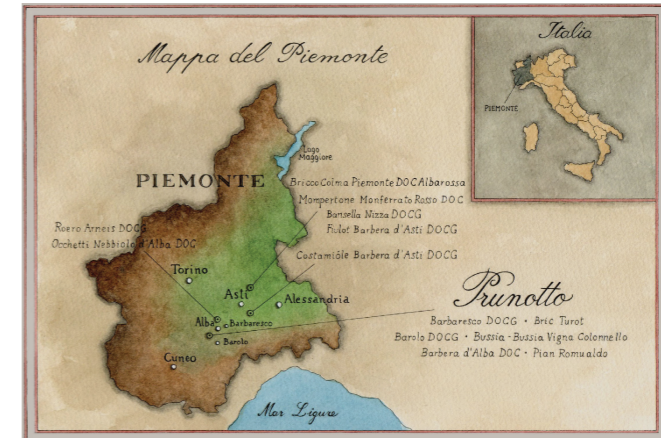 Mappa del Piemonte
Italia
PIEMONTE
Lago
Maggiore
PIEMONTE
Bricco Colma Piemonte DOC Albarossa
Mompertone Monferrato Rosso DOC
Bansella Nizza DOCG
Fiulot Barbera d'Asti DOCG
Roero Arneis DOCG
Occhetti Nebbiolo d'Alba DOC
Costamiòle Barbera d'Asti DOCG
Torino
Asti
Alessandria
Prunotto
Alba
Barbaresco
Barbaresco DOCG • Bric Turot
Barolo
Barolo DOCG • Bussia - Bussia Vigna Colonnello
Barbera d'Alba DOC • Pian Romualdo
Cuneo
Mar Ligure